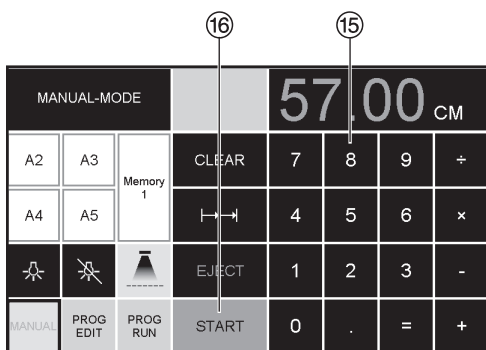 16 15
MANUAL-MODE 57.00 CM
A2 A3 Memory 1 CLEAR 7 8 9 ÷
A4 A5 4 5 6 ×
EJECT 1 2 3 -
MANUAL PROG EDIT PROG RUN START 0 . = +